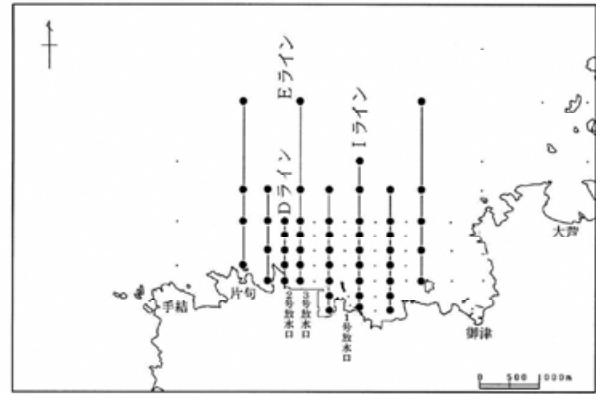 Eライン
Iライン
Dライン
大芦
片句
手結
2号放水口
3号放水口
1号放水口
御津
0 500 1000m